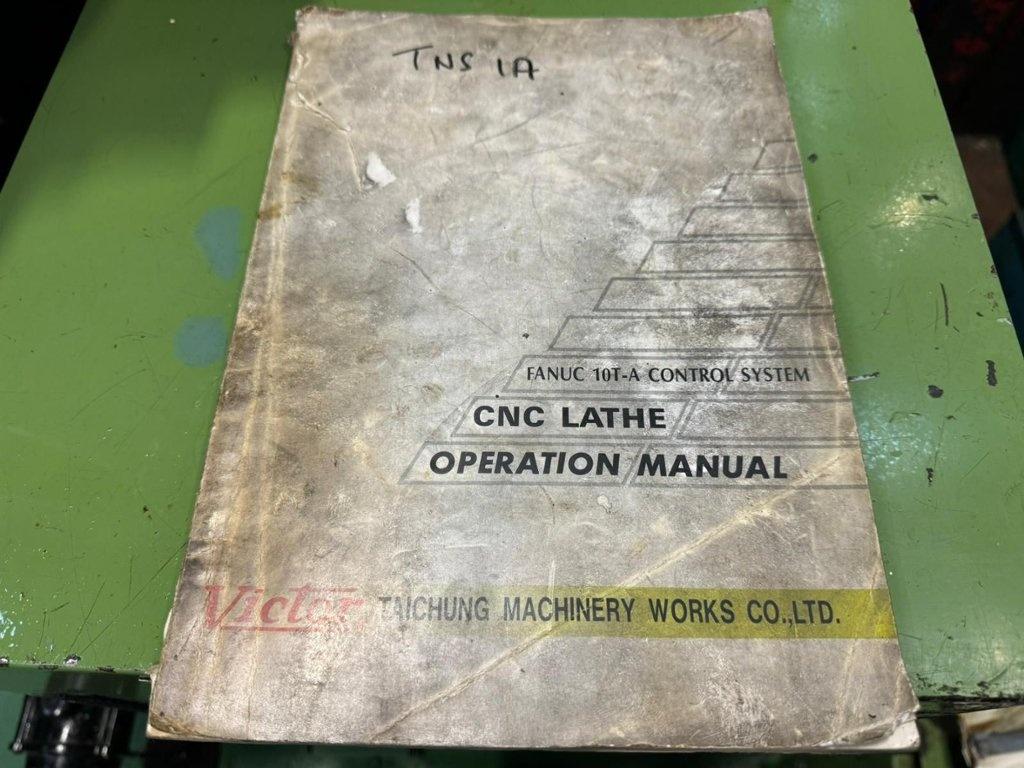 TNS 1A
FANUC 10T-A CONTROL SYSTEM
CNC LATHE
OPERATION MANUAL
Victor TAICHUNG MACHINERY WORKS CO.,LTD.